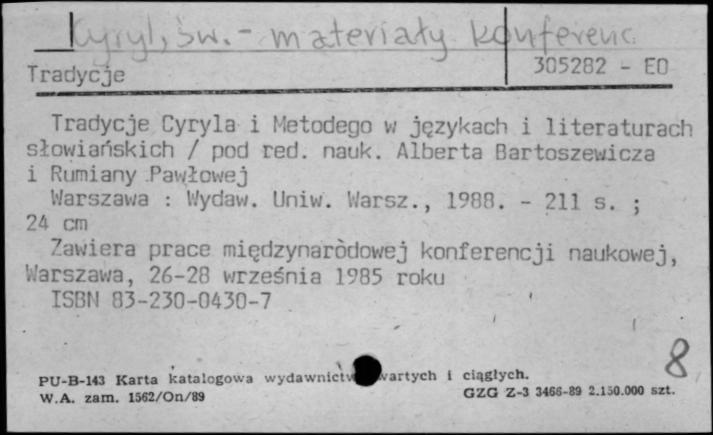 Cyryl, św. - materiały konferenc.
Tradycje
305282 - EO
Tradycje Cyryla i Metodego w językach i literaturach
słowiańskich / pod red. nauk. Alberta Bartoszewicza
i Rumiany Pawłowej
Warszawa : Wydaw. Uniw. Warsz., 1988. - 211 s. ;
24 cm
Zawiera prace międzynaródowej konferencji naukowej,
Warszawa, 26-28 września 1985 roku
ISBN 83-230-0430-7
8
PU-B-143 Karta katalogowa wydawnictw wartych i ciągłych.
W.A. zam. 1562/On/89
GZG Z-3 3466-89 2.150.000 szt.